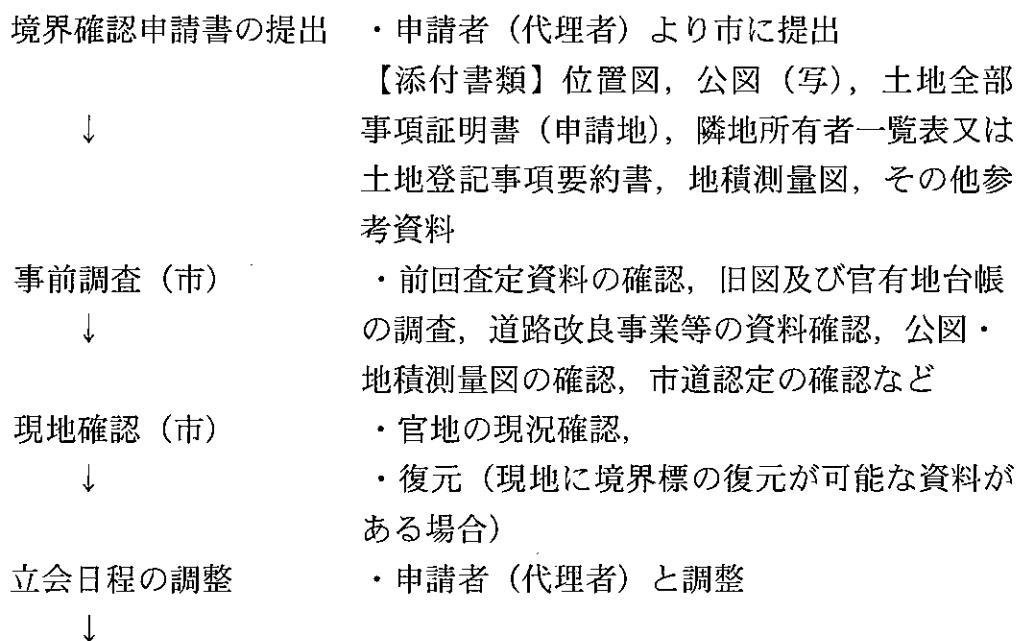 境界確認申請書の提出　・申請者（代理者）より市に提出
【添付書類】位置図，公図（写），土地全部
↓　事項証明書（申請地），隣地所有者一覧表又は
土地登記事項要約書，地積測量図，その他参
考資料
事前調査（市）　・前回査定資料の確認，旧図及び官有地台帳
↓　の調査，道路改良事業等の資料確認，公図・
地積測量図の確認，市道認定の確認など
現地確認（市）　・官地の現況確認，
↓　・復元（現地に境界標の復元が可能な資料が
ある場合）
立会日程の調整　・申請者（代理者）と調整
↓